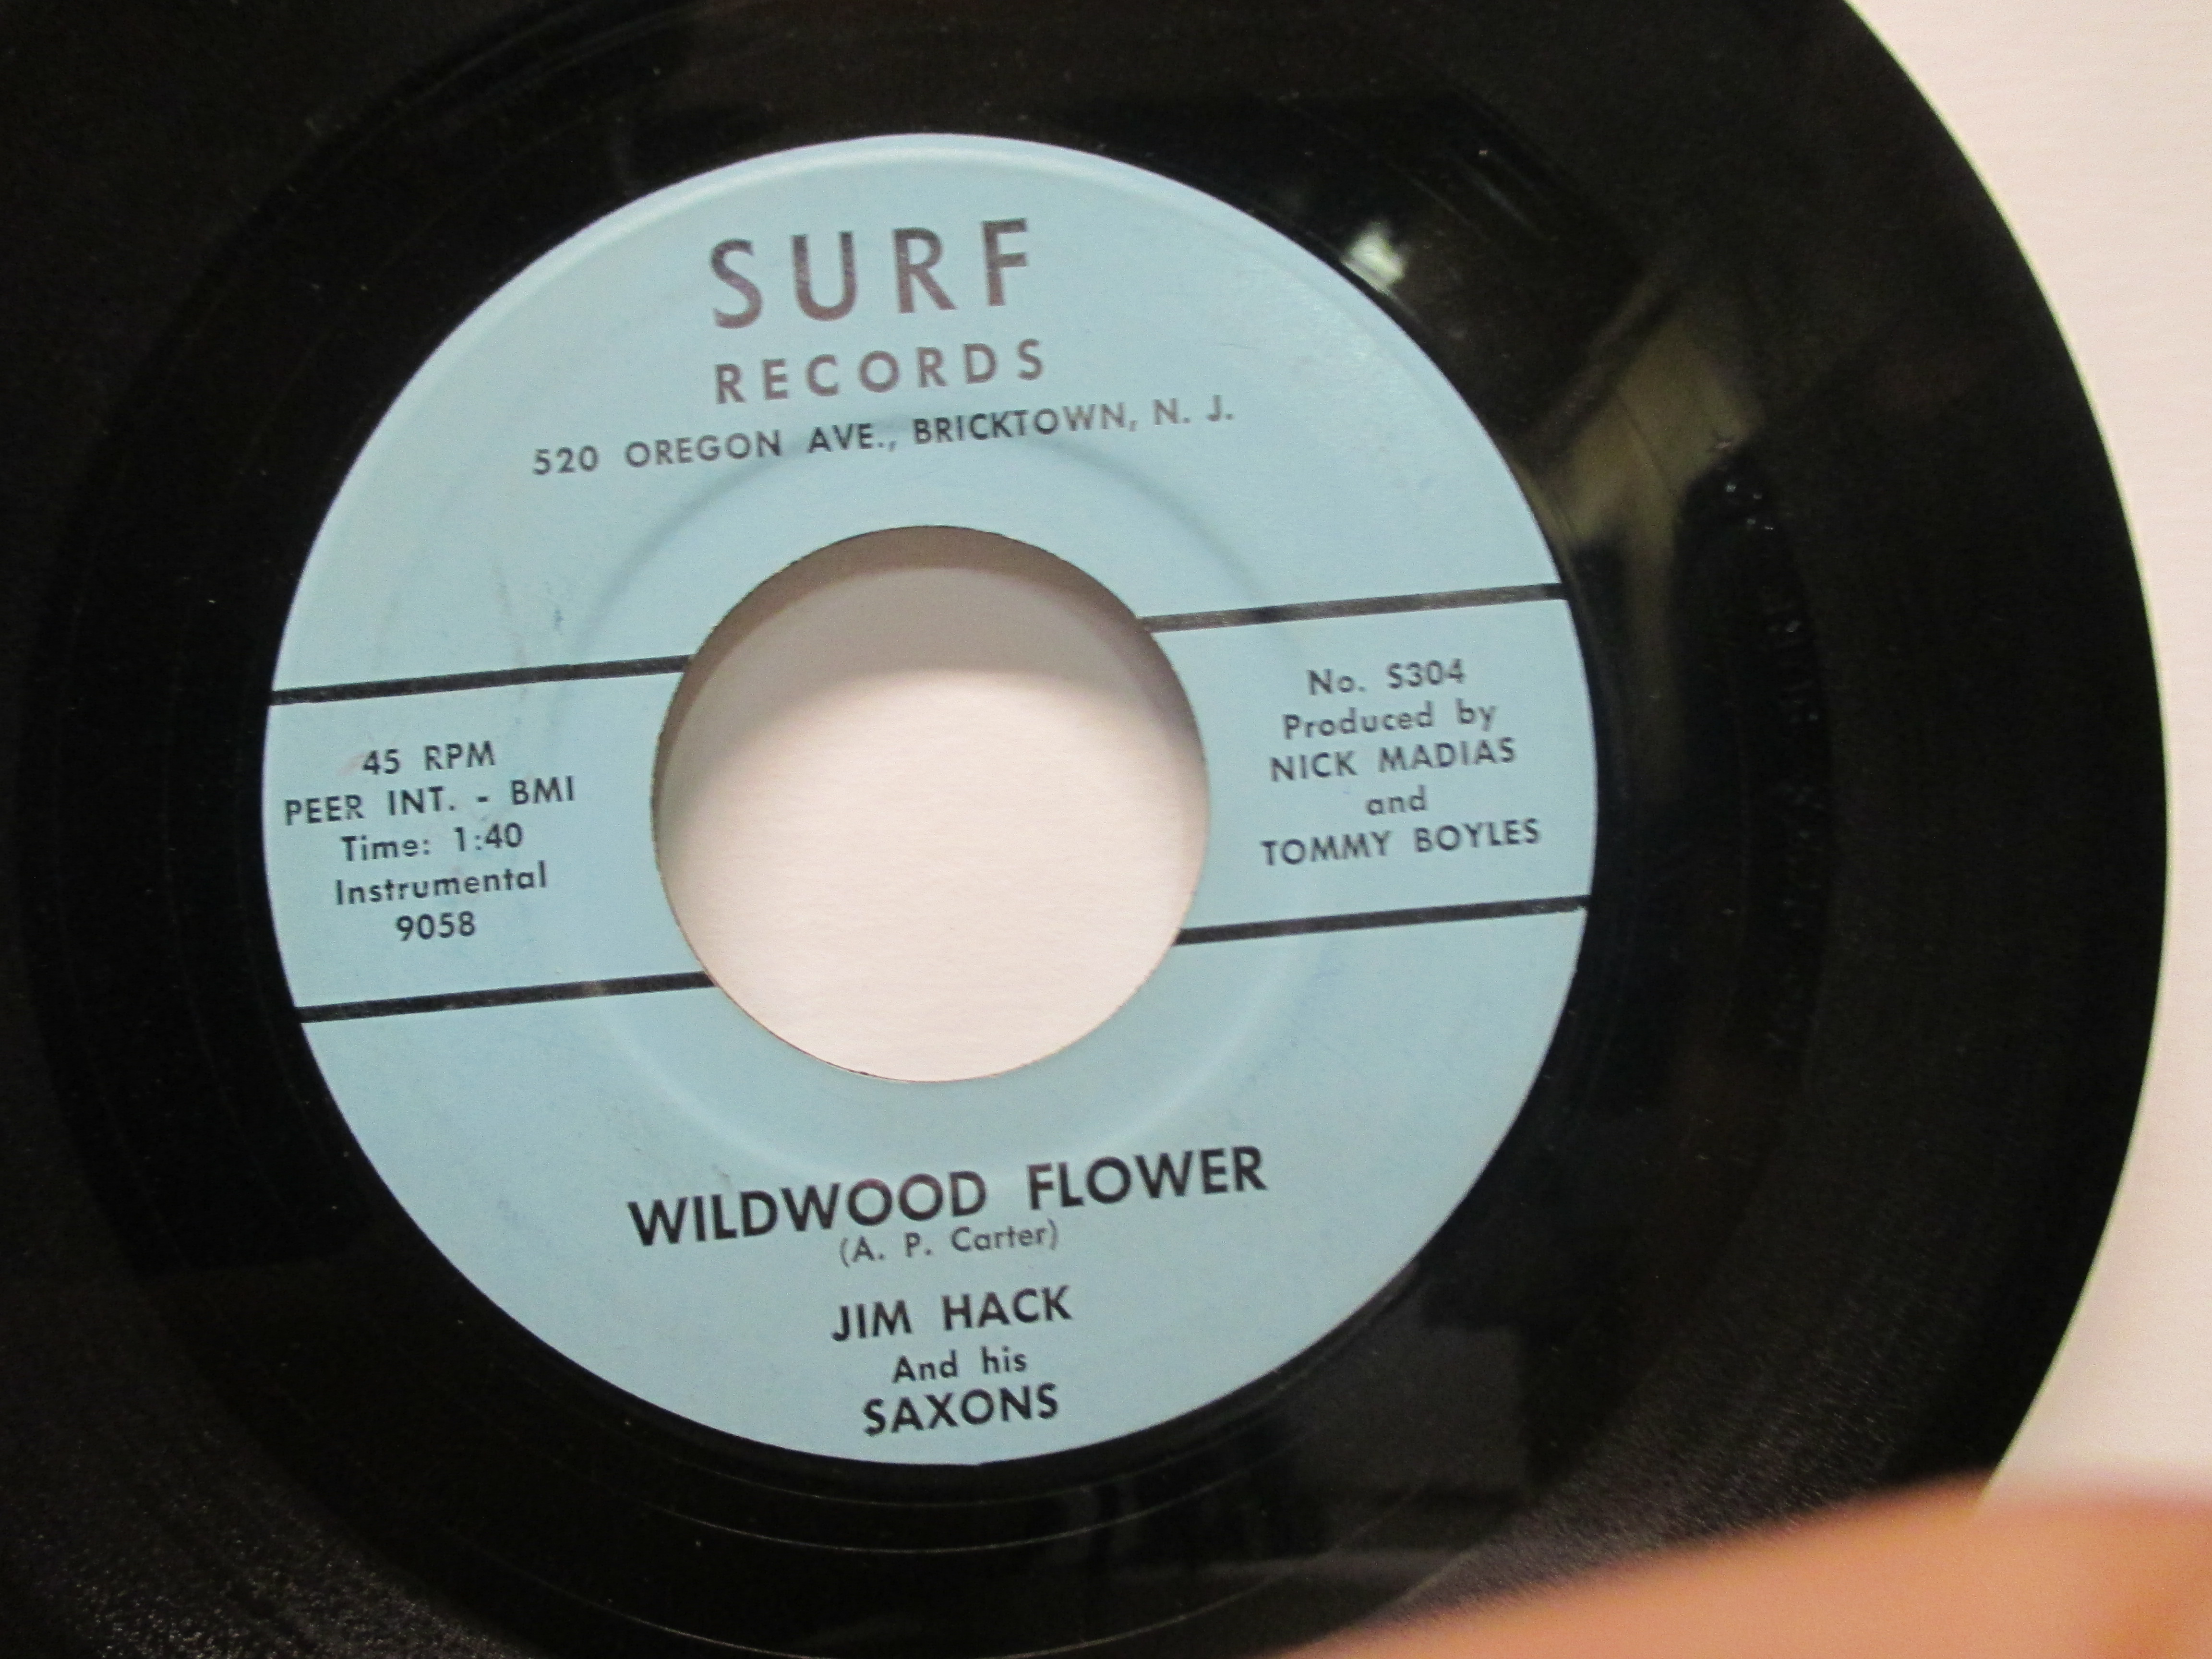 SURF
RECORDS
520 OREGON AVE., BRICKTOWN, N. J.
45 RPM
PEER INT. - BMI
Time: 1:40
Instrumental
9058
No. S304
Produced by
NICK MADIAS
and
TOMMY BOYLES
WILDWOOD FLOWER
(A. P. Carter)
JIM HACK
And his
SAXONS